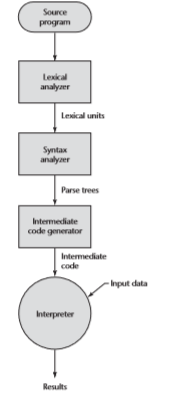 Source
program
Lexical
analyzer
Lexical units
Syntax
analyzer
Parse trees
Intermediate
code generator
Intermediate
code
Input data
Interpreter
Results